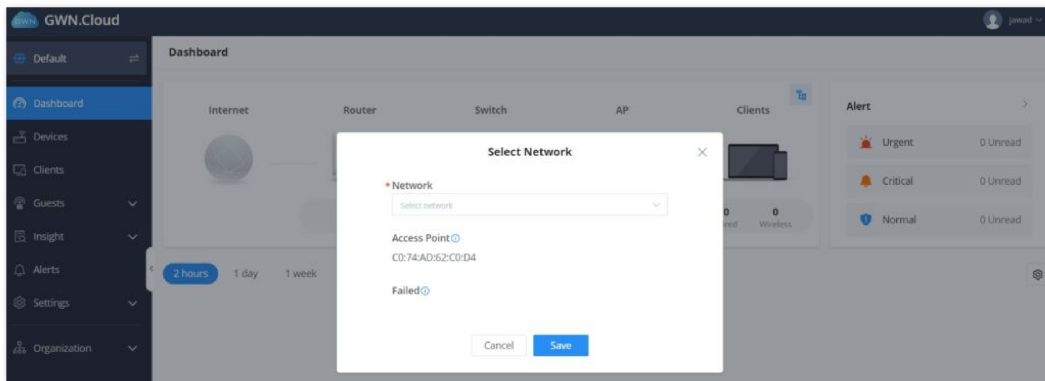 GWN GWN.Cloud
jawad
Default
Dashboard
Devices
Clients
Guests
Insight
Alerts
Settings
Organization
Dashboard
Internet Router Switch AP Clients
0 0
Wireless
Alert
Urgent 0 Unread
Critical 0 Unread
Normal 0 Unread
2 hours 1 day 1 week
Select Network
* Network
Select network
Access Point
C0:74:AD:62:C0:D4
Failed
Cancel Save